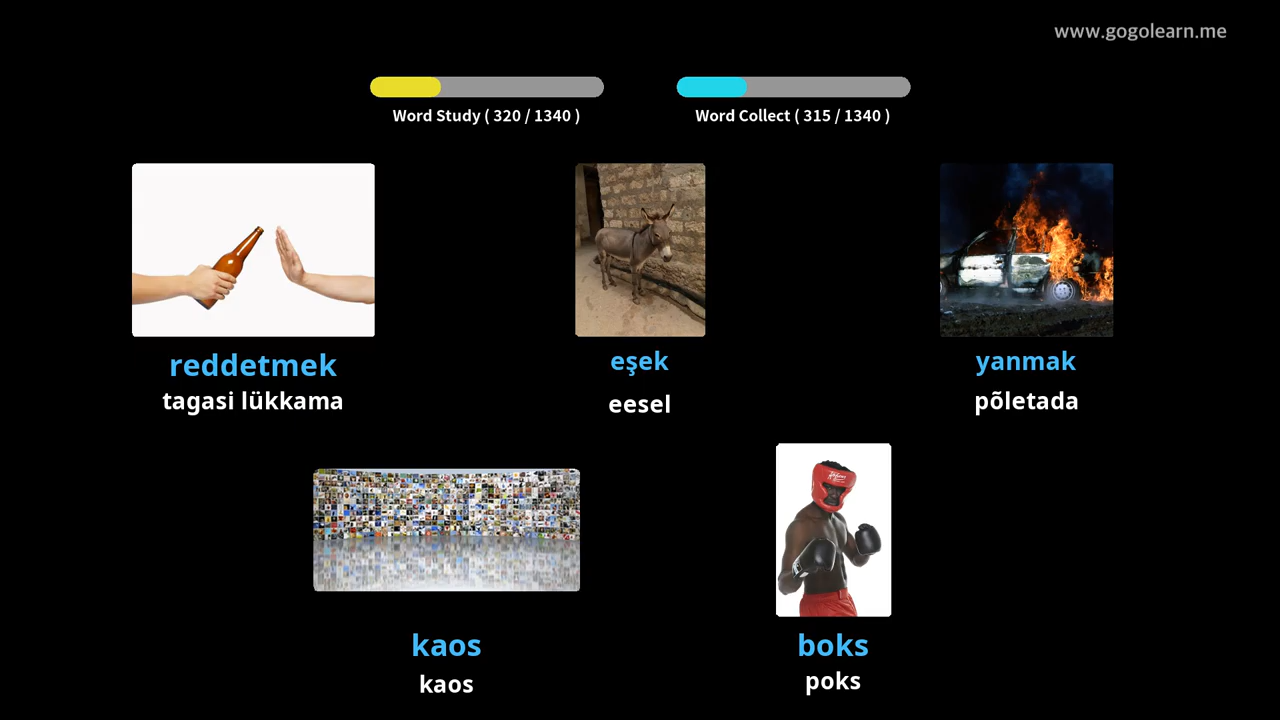 www.gogolearn.me
Word Study ( 320 / 1340 )
Word Collect ( 315 / 1340 )
reddetmek
tagasi lükkama
eşek
eesel
yanmak
põletada
kaos
kaos
boks
poks